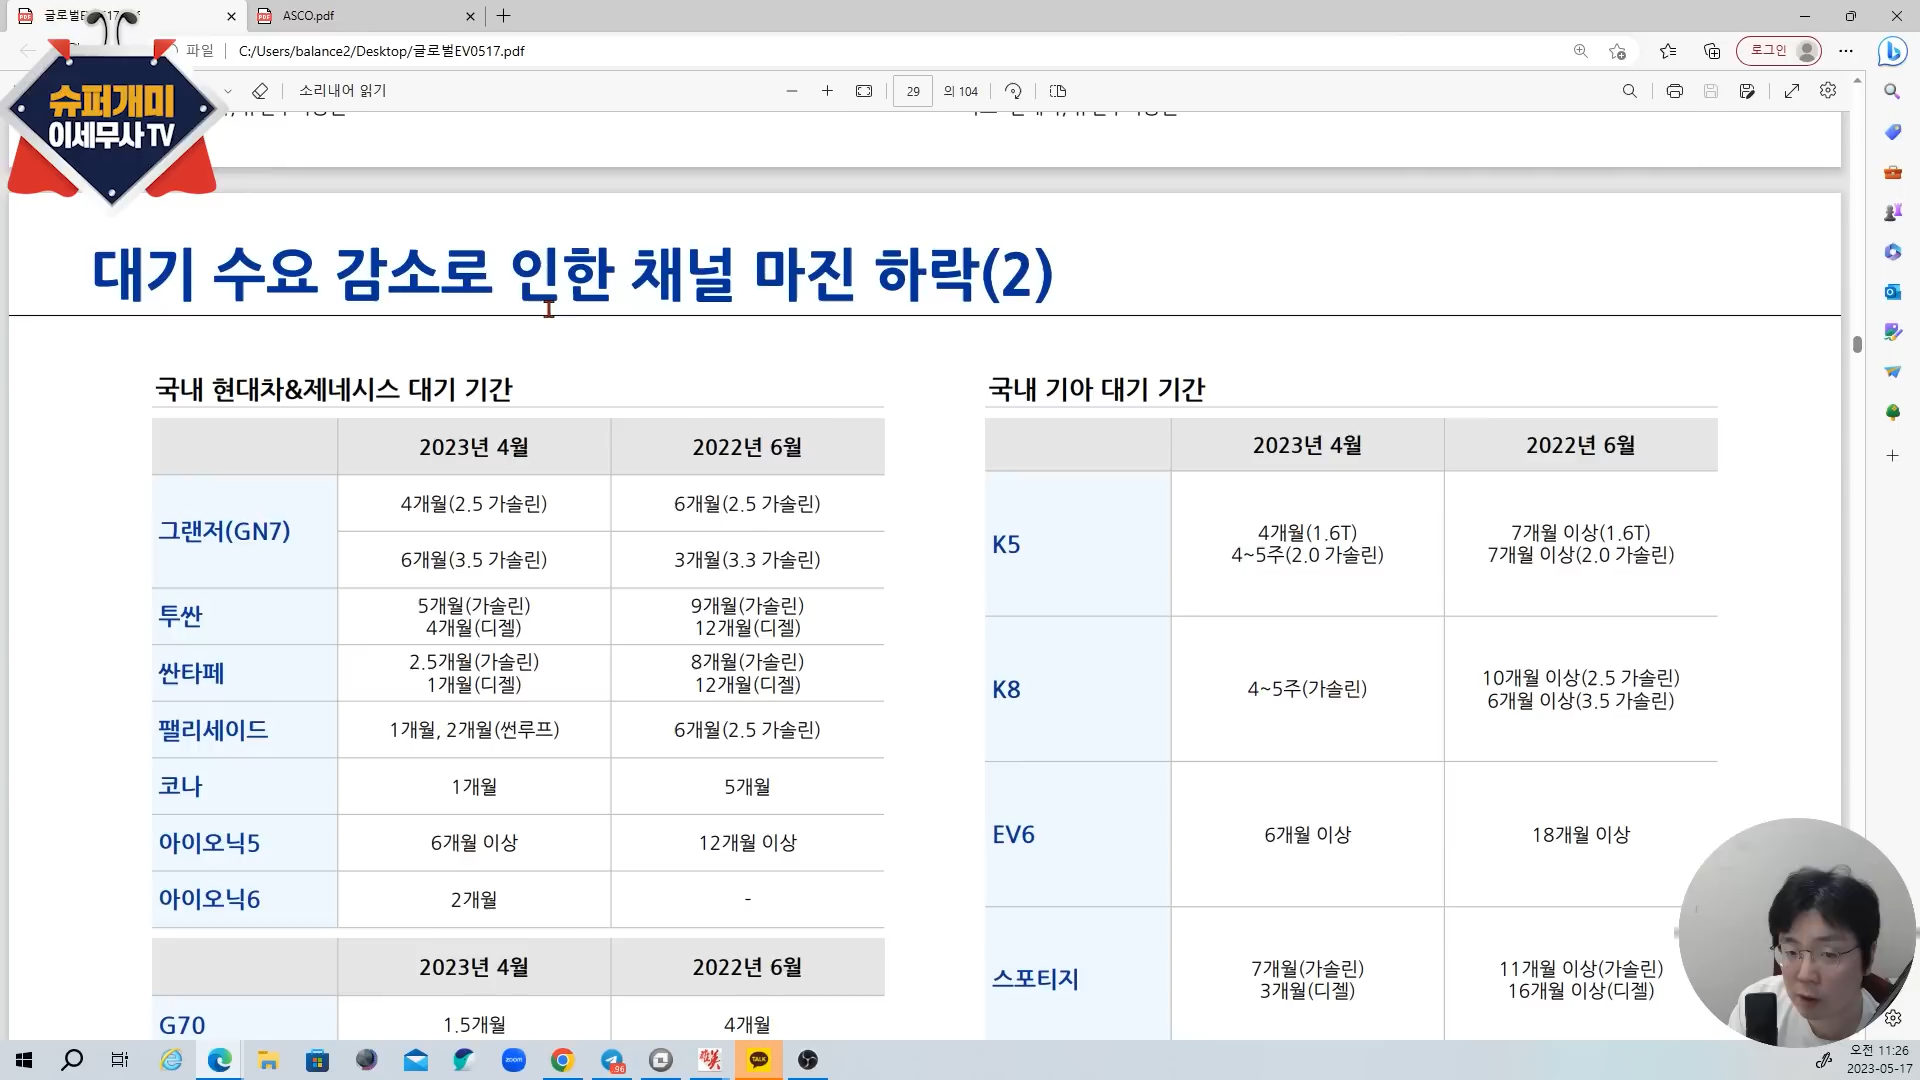 ASCO.pdf
파일
C:/Users/balance2/Desktop/글로벌EV0517.pdf
로그인
슈퍼개미
이세무사TV
소리내어 읽기
29
의 104
대기 수요 감소로 인한 채널 마진 하락(2)
국내 현대차&제네시스 대기 기간
2023년 4월
2022년 6월
그랜저(GN7)
4개월(2.5 가솔린)
6개월(2.5 가솔린)
6개월(3.5 가솔린)
3개월(3.3 가솔린)
투싼
5개월(가솔린)
4개월(디젤)
9개월(가솔린)
12개월(디젤)
싼타페
2.5개월(가솔린)
1개월(디젤)
8개월(가솔린)
12개월(디젤)
팰리세이드
1개월, 2개월(썬루프)
6개월(2.5 가솔린)
코나
1개월
5개월
아이오닉5
6개월 이상
12개월 이상
아이오닉6
2개월
-
2023년 4월
2022년 6월
G70
1.5개월
4개월
국내 기아 대기 기간
2023년 4월
2022년 6월
K5
4개월(1.6T)
4~5주(2.0 가솔린)
7개월 이상(1.6T)
7개월 이상(2.0 가솔린)
K8
4~5주(가솔린)
10개월 이상(2.5 가솔린)
6개월 이상(3.5 가솔린)
EV6
6개월 이상
18개월 이상
스포티지
7개월(가솔린)
3개월(디젤)
11개월 이상(가솔린)
16개월 이상(디젤)
zoom
96
TALK
오전 11:26
2023-05-17